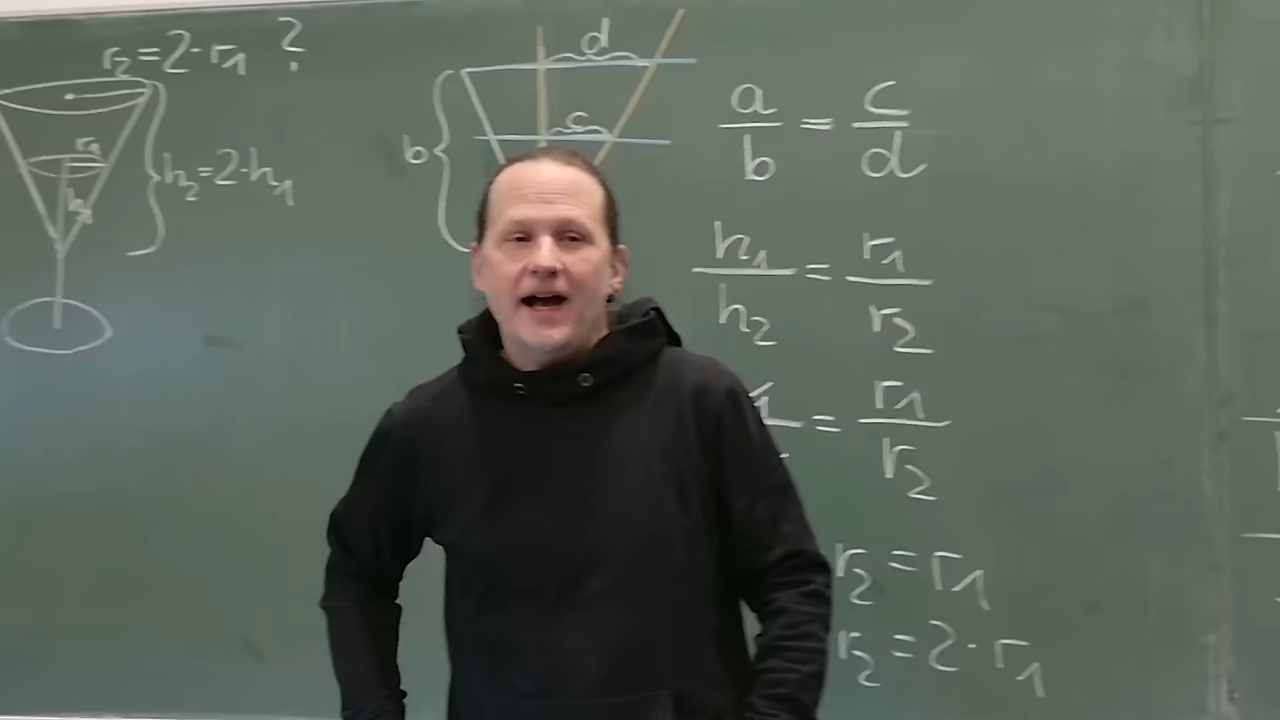 r₂=2·r₁ ?
r₁
h₁
h₂=2·h₁
d
c
b
a/b = c/d
h₁/h₂ = r₁/r₂
= r₁/r₂
r₂=r₁
r₂=2·r₁